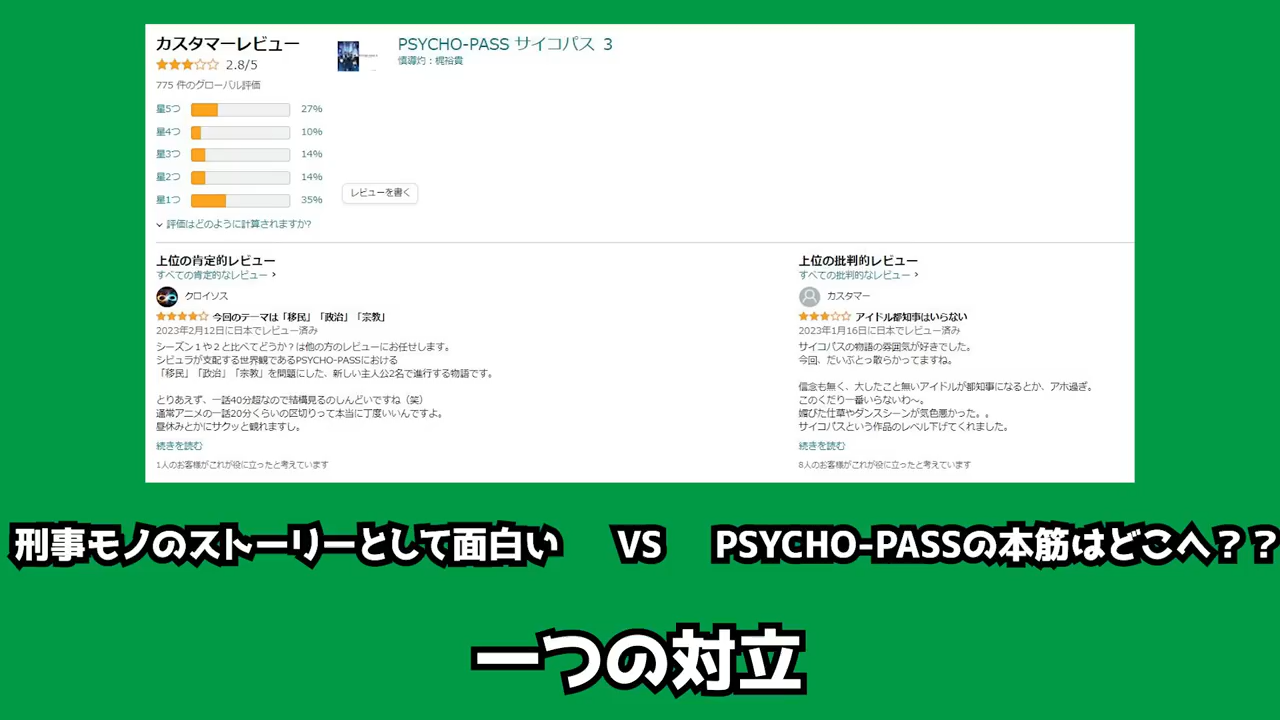 カスタマーレビュー
2.8/5
775 件のグローバル評価
星5つ 27%
星4つ 10%
星3つ 14%
星2つ 14%
星1つ 35%
評価はどのように計算されますか?
PSYCHO-PASS サイコパス 3
慎導灼：梶裕貴
レビューを書く
上位の肯定的レビュー
すべての肯定的なレビュー ›
クロイソス
今回のテーマは「移民」「政治」「宗教」
2023年2月12日に日本でレビュー済み
シーズン１や２と比べてどうか？は他の方のレビューにお任せします。
シビュラが支配する世界観であるPSYCHO-PASSにおける
「移民」「政治」「宗教」を問題にした、新しい主人公2名で進行する物語です。
とりあえず、一話40分超なので結構見るのしんどいですね（笑）
通常アニメの一話20分くらいの区切りって本当に丁度いいんですよ。
昼休みとかにサクッと観れますし。
続きを読む
1人のお客様がこれが役に立ったと考えています
上位の批判的レビュー
すべての批判的なレビュー ›
カスタマー
アイドル都知事はいらない
2023年1月16日に日本でレビュー済み
サイコパスの物語の雰囲気が好きでした。
今回、だいぶとっ散らかってますね。
信念も無く、大したこと無いアイドルが都知事になるとか、アホ過ぎ。
このくだり一番いらないわ〜。
媚びた仕草やダンスシーンが気色悪かった。。
サイコパスという作品のレベル下げてくれました。
続きを読む
8人のお客様がこれが役に立ったと考えています
刑事モノのストーリーとして面白い VS PSYCHO-PASSの本筋はどこへ？？
一つの対立